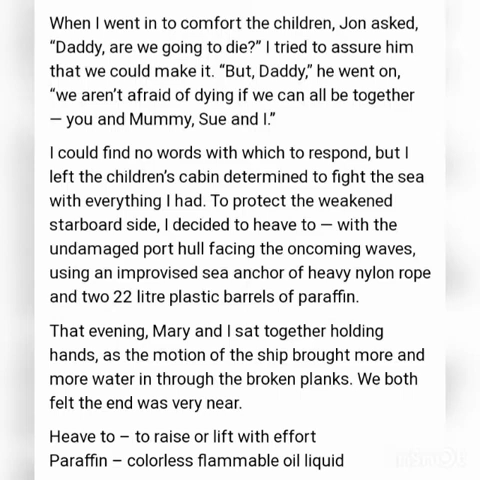 When I went in to comfort the children, Jon asked,
“Daddy, are we going to die?” I tried to assure him
that we could make it. “But, Daddy,” he went on,
“we aren’t afraid of dying if we can all be together
— you and Mummy, Sue and I.”
I could find no words with which to respond, but I
left the children’s cabin determined to fight the sea
with everything I had. To protect the weakened
starboard side, I decided to heave to — with the
undamaged port hull facing the oncoming waves,
using an improvised sea anchor of heavy nylon rope
and two 22 litre plastic barrels of paraffin.
That evening, Mary and I sat together holding
hands, as the motion of the ship brought more and
more water in through the broken planks. We both
felt the end was very near.
Heave to – to raise or lift with effort
Paraffin – colorless flammable oil liquid